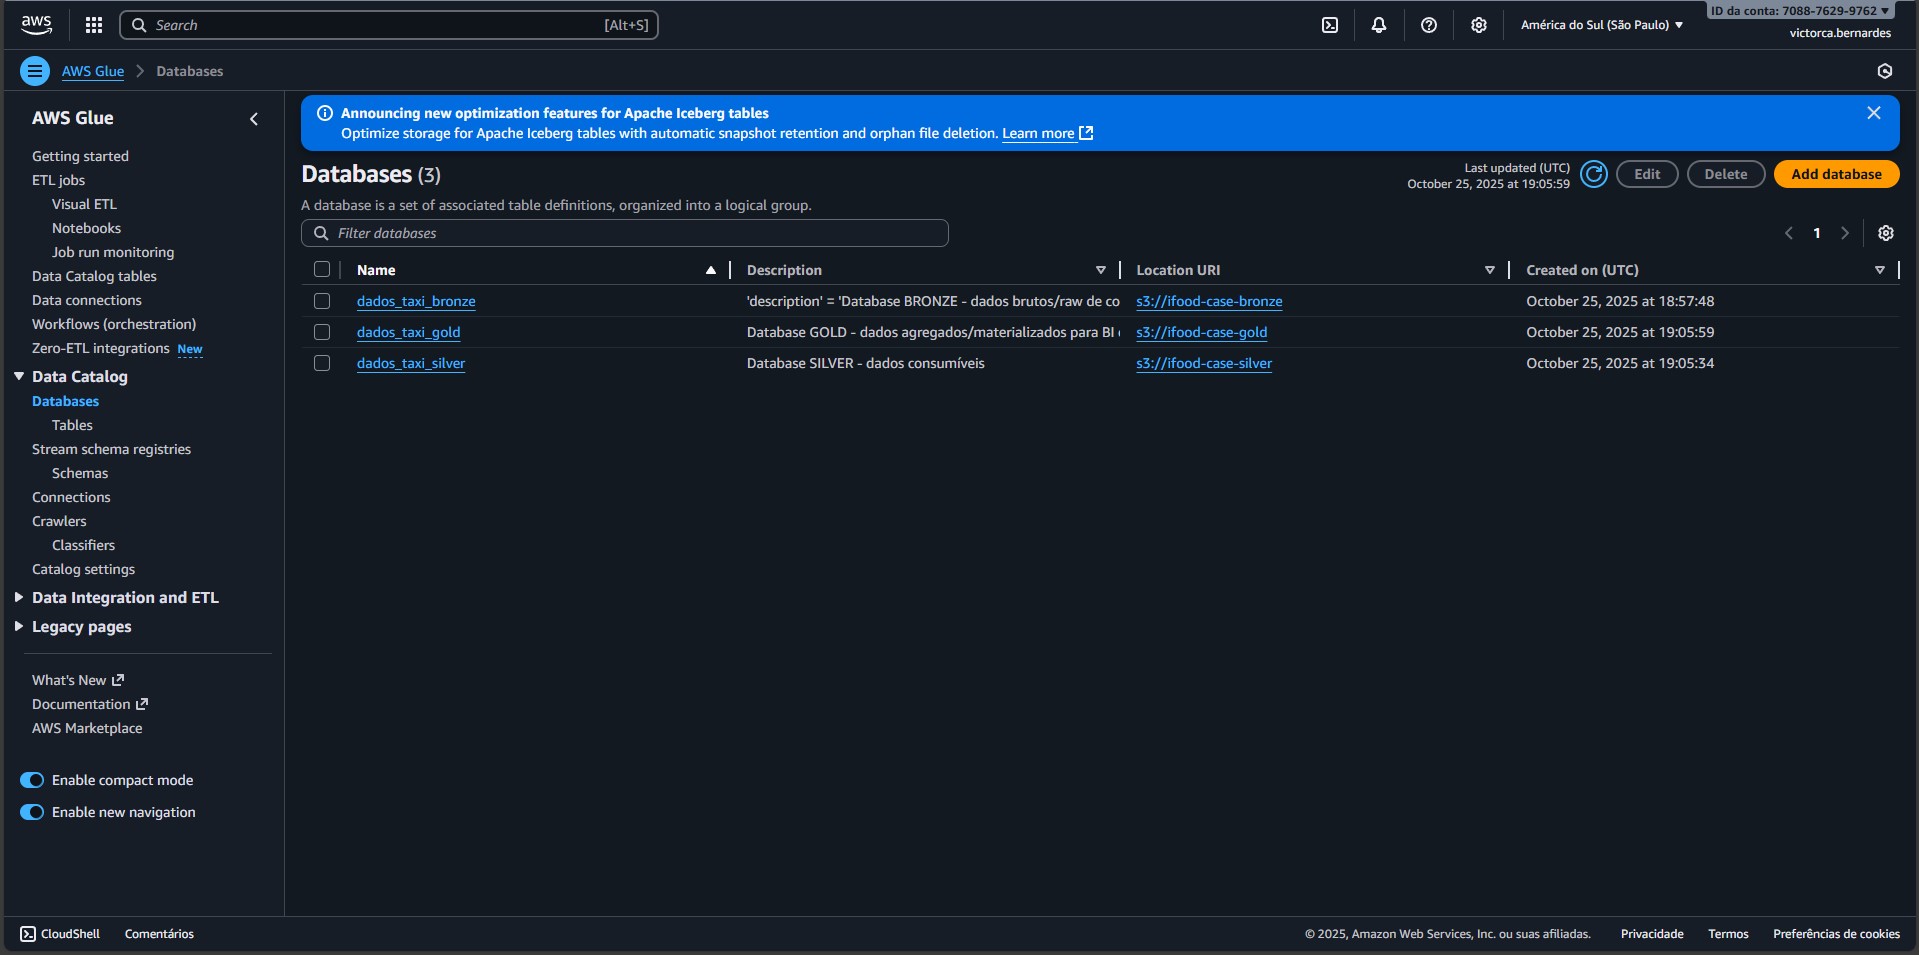 aws
Search
[Alt+S]
América do Sul (São Paulo)
ID da conta: 7088-7629-9762
victorca.bernardes
AWS Glue
Databases
AWS Glue
Getting started
ETL jobs
Visual ETL
Notebooks
Job run monitoring
Data Catalog tables
Data connections
Workflows (orchestration)
Zero-ETL integrations New
Data Catalog
Databases
Tables
Stream schema registries
Schemas
Connections
Crawlers
Classifiers
Catalog settings
Data Integration and ETL
Legacy pages
What's New
Documentation
AWS Marketplace
Enable compact mode
Enable new navigation
Announcing new optimization features for Apache Iceberg tables
Optimize storage for Apache Iceberg tables with automatic snapshot retention and orphan file deletion. Learn more
Databases (3)
Last updated (UTC)
October 25, 2025 at 19:05:59
Edit
Delete
Add database
A database is a set of associated table definitions, organized into a logical group.
Filter databases
1
Name Description Location URI Created on (UTC)
dados_taxi_bronze 'description' = 'Database BRONZE - dados brutos/raw de co s3://ifood-case-bronze October 25, 2025 at 18:57:48
dados_taxi_gold Database GOLD - dados agregados/materializados para BI s3://ifood-case-gold October 25, 2025 at 19:05:59
dados_taxi_silver Database SILVER - dados consumíveis s3://ifood-case-silver October 25, 2025 at 19:05:34
CloudShell
Comentários
© 2025, Amazon Web Services, Inc. ou suas afiliadas.
Privacidade
Termos
Preferências de cookies